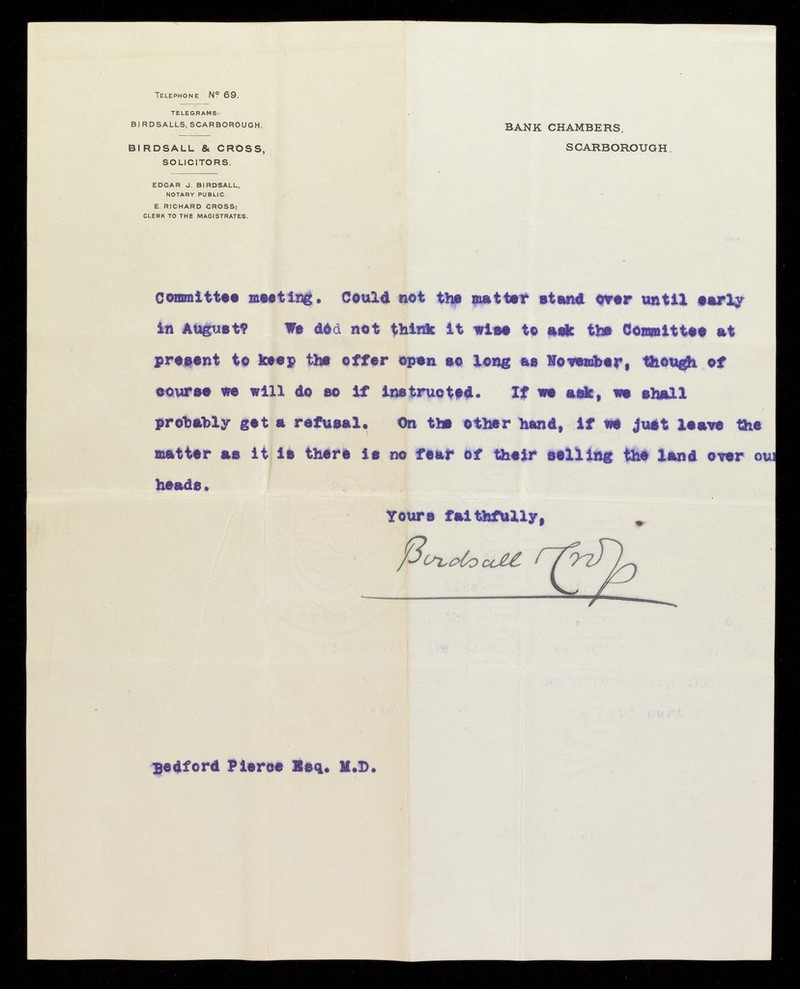 TELEPHONE Nº 69.
TELEGRAMS:-
BIRDSALLS, SCARBOROUGH.
BIRDSALL & CROSS,
SOLICITORS.
EDGAR J. BIRDSALL,
NOTARY PUBLIC.
E. RICHARD CROSS;
CLERK TO THE MAGISTRATES.
BANK CHAMBERS,
SCARBOROUGH.
Committee meeting. Could not the matter stand over until early
in August? We did not think it wise to ask the Committee at
present to keep the offer open so long as November, though of
course we will do so if instructed. If we ask, we shall
probably get a refusal. On the other hand, if we just leave the
matter as it is there is no fear of their selling the land over our
heads.
Yours faithfully,
Birdsall & Cross
Bedford Pierce Esq. M.D.